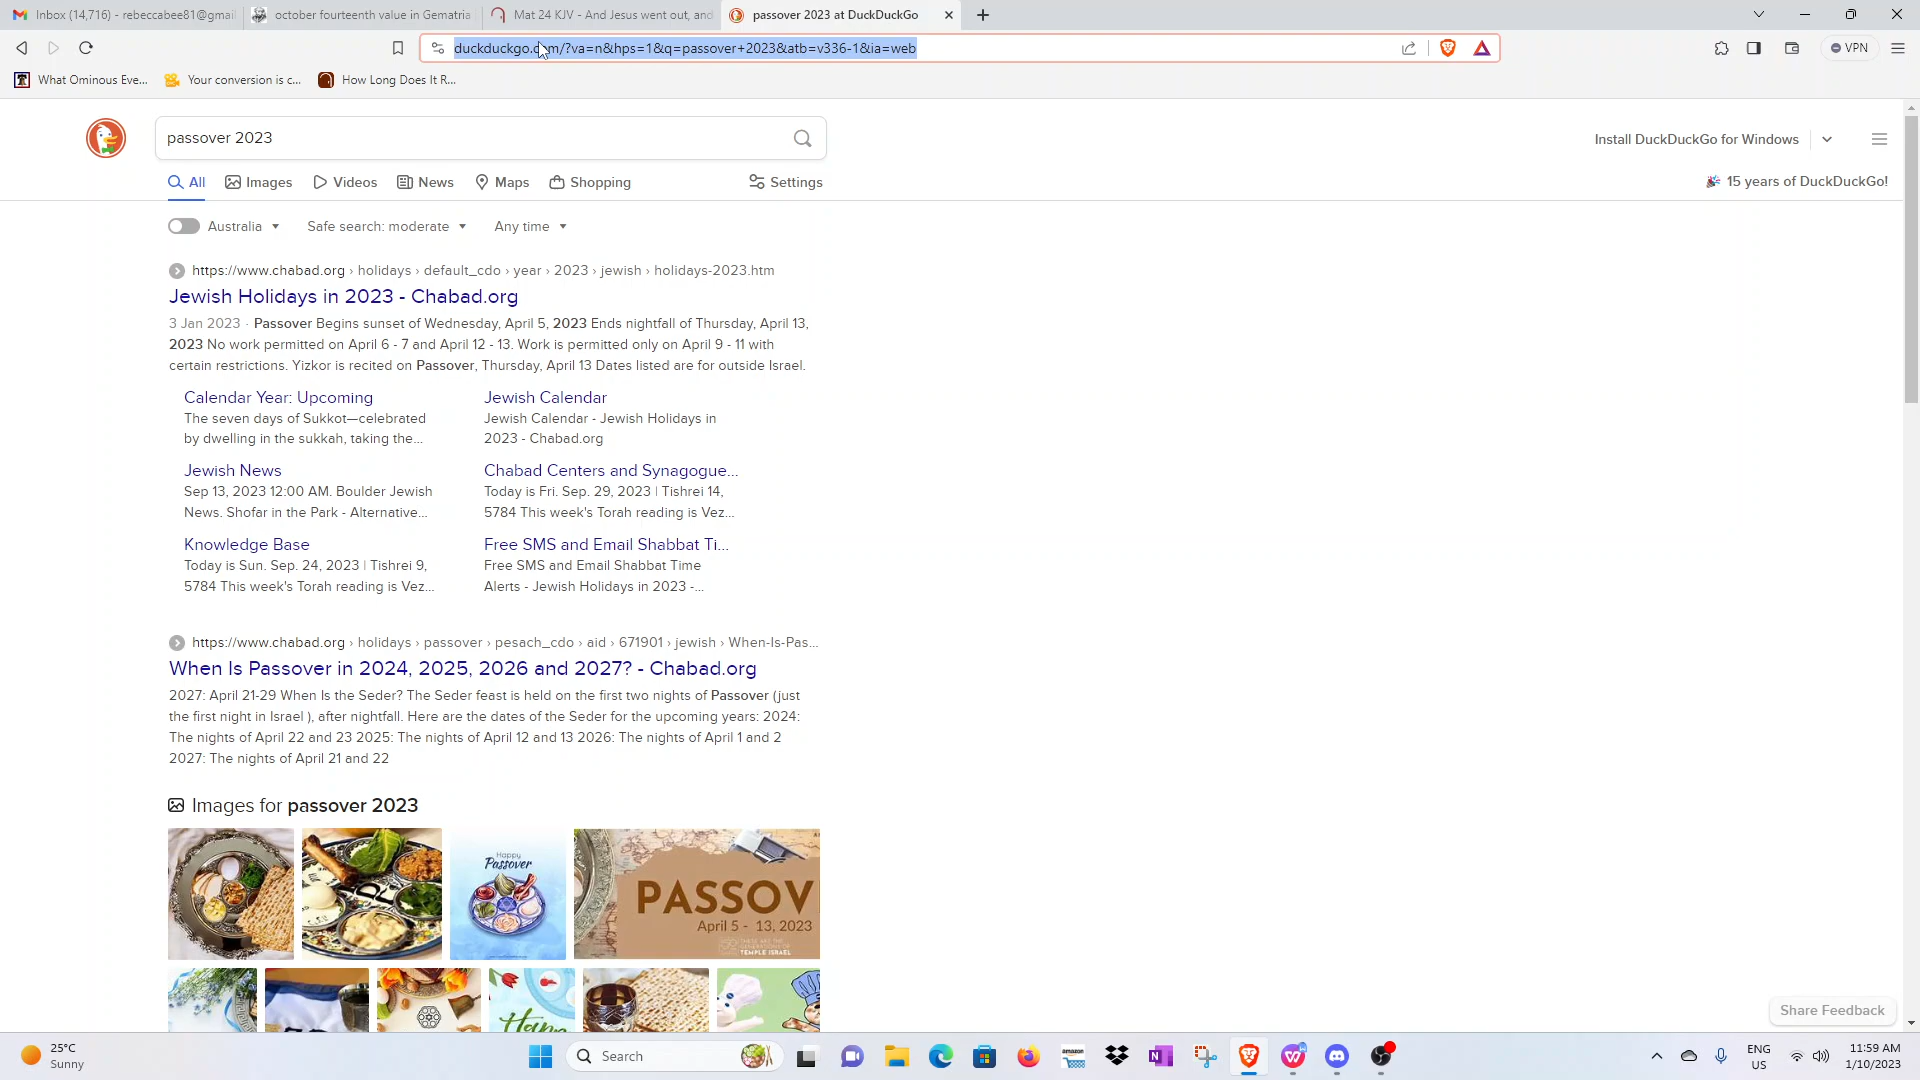 Inbox (14,716) - rebeccabee81@gmai
october fourteenth value in Gematria
Mat 24 KJV - And Jesus went out, and
passover 2023 at DuckDuckGo
duckduckgo.com/?va=n&hps=1&q=passover+2023&atb=v336-1&ia=web
VPN
What Ominous Eve...
Your conversion is c...
How Long Does It R...
passover 2023
Install DuckDuckGo for Windows
All
Images
Videos
News
Maps
Shopping
Settings
15 years of DuckDuckGo!
Australia
Safe search: moderate
Any time
https://www.chabad.org › holidays › default_cdo › year › 2023 › jewish › holidays-2023.htm
Jewish Holidays in 2023 - Chabad.org
3 Jan 2023 · Passover Begins sunset of Wednesday, April 5, 2023 Ends nightfall of Thursday, April 13,
2023 No work permitted on April 6 - 7 and April 12 - 13. Work is permitted only on April 9 - 11 with
certain restrictions. Yizkor is recited on Passover, Thursday, April 13 Dates listed are for outside Israel.
Calendar Year: Upcoming
The seven days of Sukkot—celebrated
by dwelling in the sukkah, taking the...
Jewish Calendar
Jewish Calendar - Jewish Holidays in
2023 - Chabad.org
Jewish News
Sep 13, 2023 12:00 AM. Boulder Jewish
News. Shofar in the Park - Alternative...
Chabad Centers and Synagogue...
Today is Fri. Sep. 29, 2023 | Tishrei 14,
5784 This week's Torah reading is Vez...
Knowledge Base
Today is Sun. Sep. 24, 2023 | Tishrei 9,
5784 This week's Torah reading is Vez...
Free SMS and Email Shabbat Ti...
Free SMS and Email Shabbat Time
Alerts - Jewish Holidays in 2023 -...
https://www.chabad.org › holidays › passover › pesach_cdo › aid › 671901 › jewish › When-Is-Pas...
When Is Passover in 2024, 2025, 2026 and 2027? - Chabad.org
2027: April 21-29 When Is the Seder? The Seder feast is held on the first two nights of Passover (just
the first night in Israel ), after nightfall. Here are the dates of the Seder for the upcoming years: 2024:
The nights of April 22 and 23 2025: The nights of April 12 and 13 2026: The nights of April 1 and 2
2027: The nights of April 21 and 22
Images for passover 2023
Happy
Passover
PASSOV
April 5 - 13, 2023
TEMPLE ISRAEL
Share Feedback
25°C
Sunny
Search
amazon
ENG
US
11:59 AM
1/10/2023